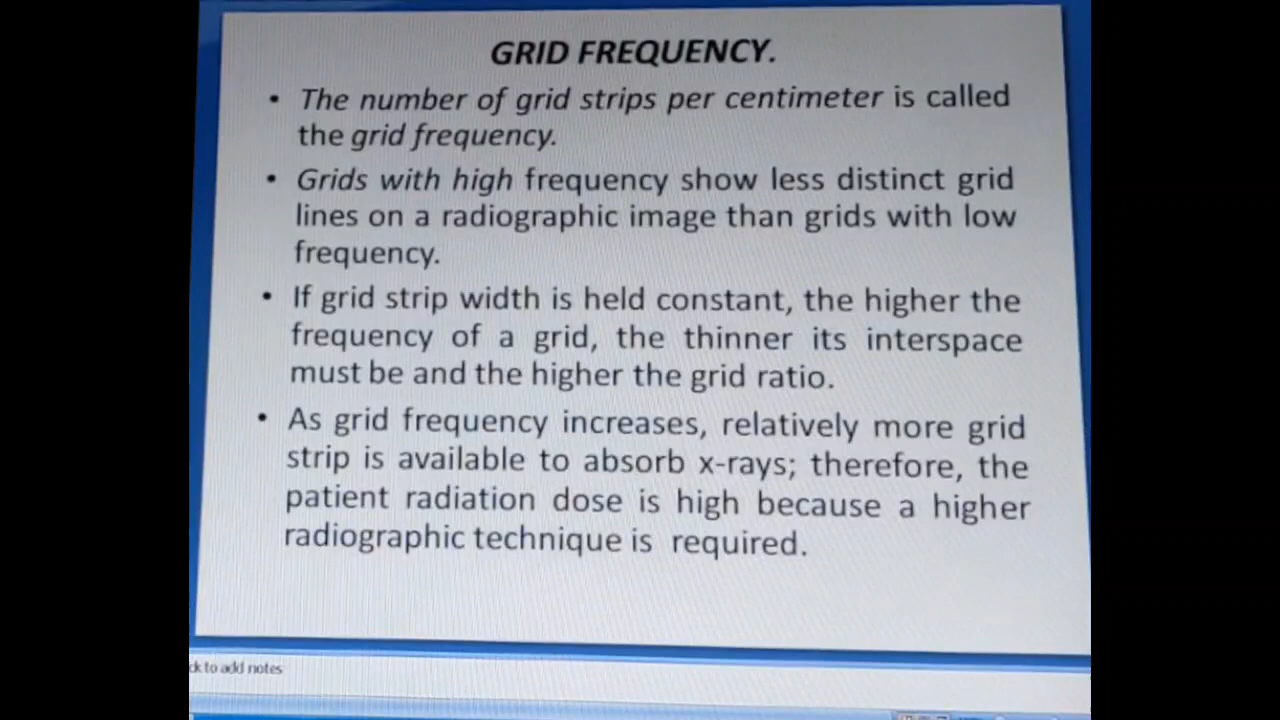 GRID FREQUENCY.
• The number of grid strips per centimeter is called
the grid frequency.
• Grids with high frequency show less distinct grid
lines on a radiographic image than grids with low
frequency.
• If grid strip width is held constant, the higher the
frequency of a grid, the thinner its interspace
must be and the higher the grid ratio.
• As grid frequency increases, relatively more grid
strip is available to absorb x-rays; therefore, the
patient radiation dose is high because a higher
radiographic technique is required.
ck to add notes